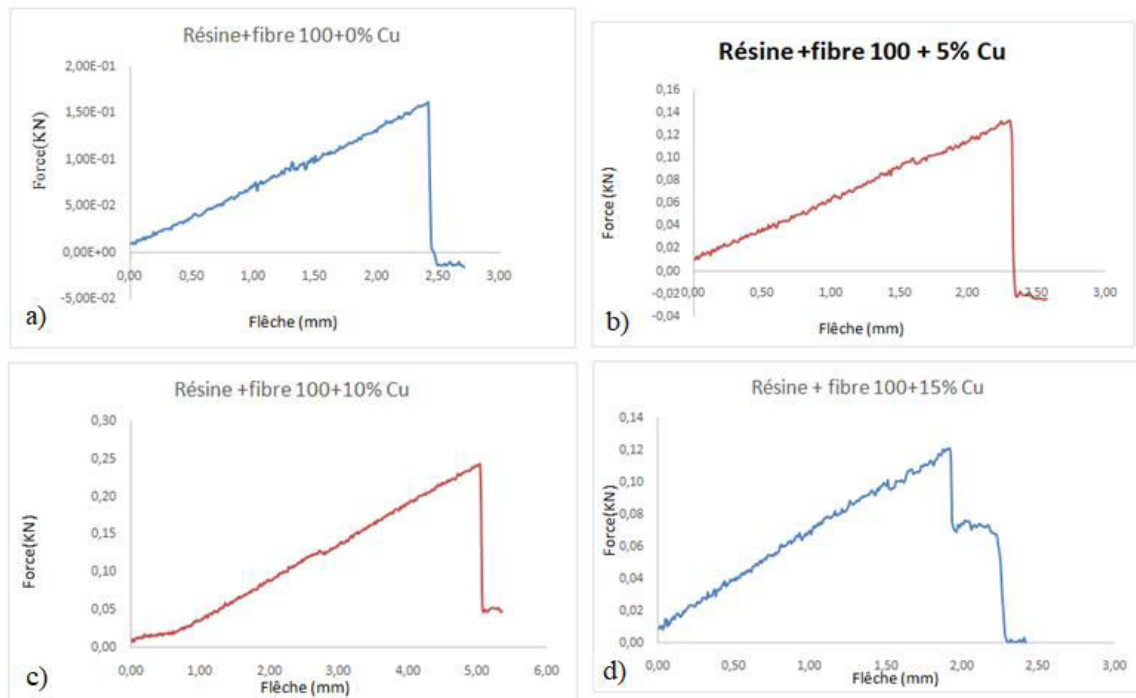 Résine+fibre 100+0% Cu
2,00E-01
1,50E-01
1,00E-01
5,00E-02
0,00E+00
-5,00E-02
Force(KN)
0,00 0,50 1,00 1,50 2,00 2,50 3,00
Flêche (mm)
a)
Résine +fibre 100 + 5% Cu
0,16
0,14
0,12
0,10
0,08
0,06
0,04
0,02
0,00
-0,02
-0,04
Force (KN)
0,00 0,50 1,00 1,50 2,00 2,50 3,00
Flêche (mm)
b)
Résine +fibre 100+10% Cu
0,30
0,25
0,20
0,15
0,10
0,05
0,00
Force(KN)
0,00 1,00 2,00 3,00 4,00 5,00 6,00
Flêche (mm)
c)
Résine + fibre 100+15% Cu
0,14
0,12
0,10
0,08
0,06
0,04
0,02
0,00
Force(KN)
0,00 0,50 1,00 1,50 2,00 2,50 3,00
Flêche (mm)
d)